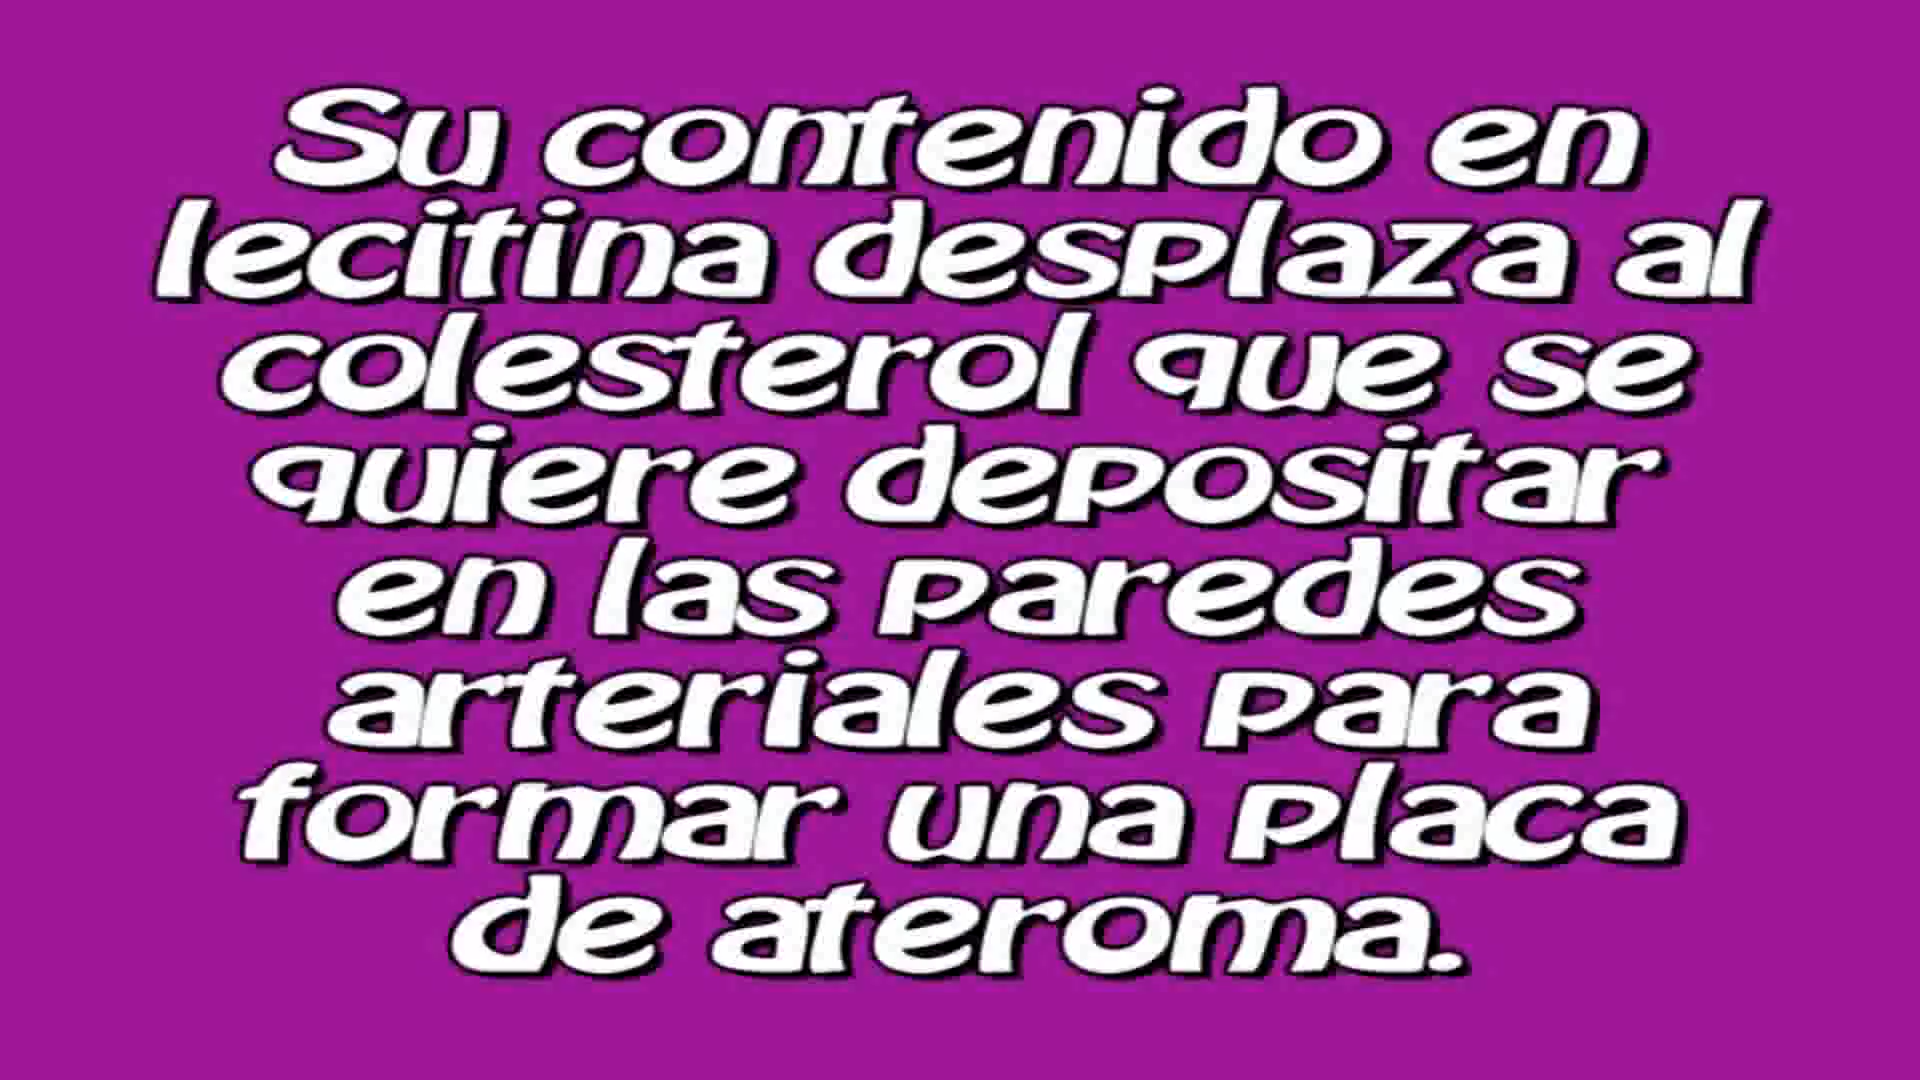 Su contenido en
lecitina desplaza al
colesterol que se
quiere depositar
en las paredes
arteriales para
formar una placa
de ateroma.